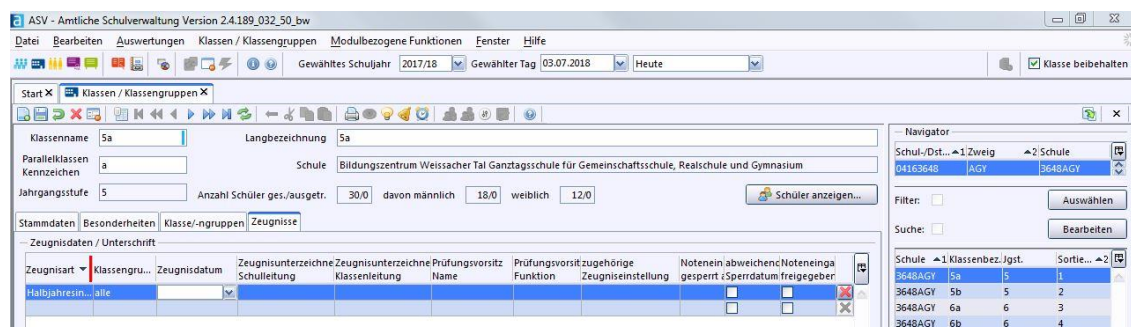 ASV - Amtliche Schulverwaltung Version 2.4.189_032_50_bw
Datei Bearbeiten Auswertungen Klassen / Klassengruppen Modulbezogene Funktionen Fenster Hilfe
Gewähltes Schuljahr 2017/18 Gewählter Tag 03.07.2018 Heute Klasse beibehalten
Start Klassen / Klassengruppen
Klassenname 5a Langbezeichnung 5a
Parallelklassen Kennzeichen a Schule Bildungszentrum Weissacher Tal Ganztagsschule für Gemeinschaftsschule, Realschule und Gymnasium
Jahrgangsstufe 5 Anzahl Schüler ges./ausgetr. 30/0 davon männlich 18/0 weiblich 12/0 Schüler anzeigen...
Stammdaten Besonderheiten Klasse/-ngruppen Zeugnisse
Zeugnisdaten / Unterschrift
Zeugnisart Klassengru... Zeugnisdatum Zeugnisunterzeichne Schulleitung Zeugnisunterzeichne Klassenleitung Prüfungsvorsitz Name Prüfungsvorsit Funktion zugehörige Zeugniseinstellung Notenein gesperrt abweichend Sperrdatum Noteneinga freigegeben
Halbjahresin... alle
Navigator
Schul-/Dst... 1 Zweig 2 Schule
04163648 AGY 3648AGY
Filter: Auswählen
Suche: Bearbeiten
Schule 1 Klassenbez. Jgst. Sortie... 2
3648AGY 5a 5 1
3648AGY 5b 5 2
3648AGY 6a 6 3
3648AGY 6b 6 4